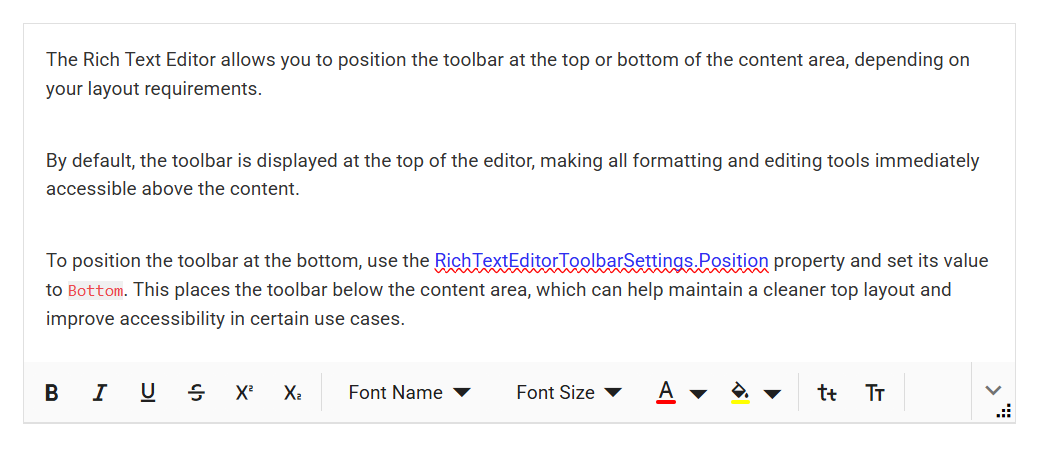 The Rich Text Editor allows you to position the toolbar at the top or bottom of the content area, depending on
your layout requirements.
By default, the toolbar is displayed at the top of the editor, making all formatting and editing tools immediately
accessible above the content.
To position the toolbar at the bottom, use the RichTextEditorToolbarSettings.Position property and set its value
to Bottom. This places the toolbar below the content area, which can help maintain a cleaner top layout and
improve accessibility in certain use cases.
B I U S X² X₂ Font Name Font Size A tt TT